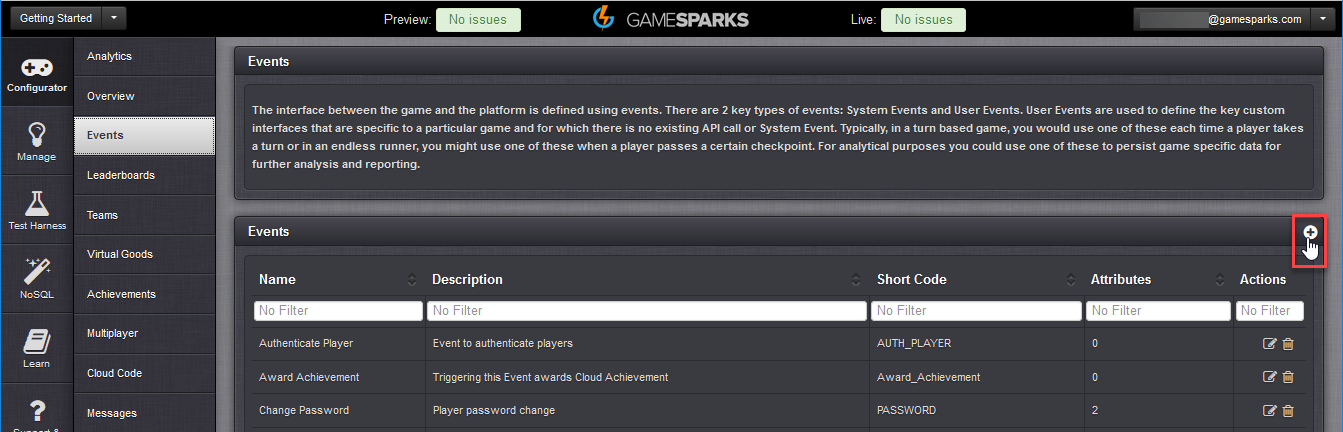 Getting Started
Preview: No issues
GAMESPARKS
Live: No issues
@gamesparks.com
Configurator
Manage
Test Harness
NoSQL
Learn
Support &
Analytics
Overview
Events
Leaderboards
Teams
Virtual Goods
Achievements
Multiplayer
Cloud Code
Messages
Events
The interface between the game and the platform is defined using events. There are 2 key types of events: System Events and User Events. User Events are used to define the key custom
interfaces that are specific to a particular game and for which there is no existing API call or System Event. Typically, in a turn based game, you would use one of these each time a player takes
a turn or in an endless runner, you might use one of these when a player passes a certain checkpoint. For analytical purposes you could use one of these to persist game specific data for
further analysis and reporting.
Events
Name Description Short Code Attributes Actions
No Filter No Filter No Filter No Filter No Filter
Authenticate Player Event to authenticate players AUTH_PLAYER 0
Award Achievement Triggering this Event awards Cloud Achievement Award_Achievement 0
Change Password Player password change PASSWORD 2